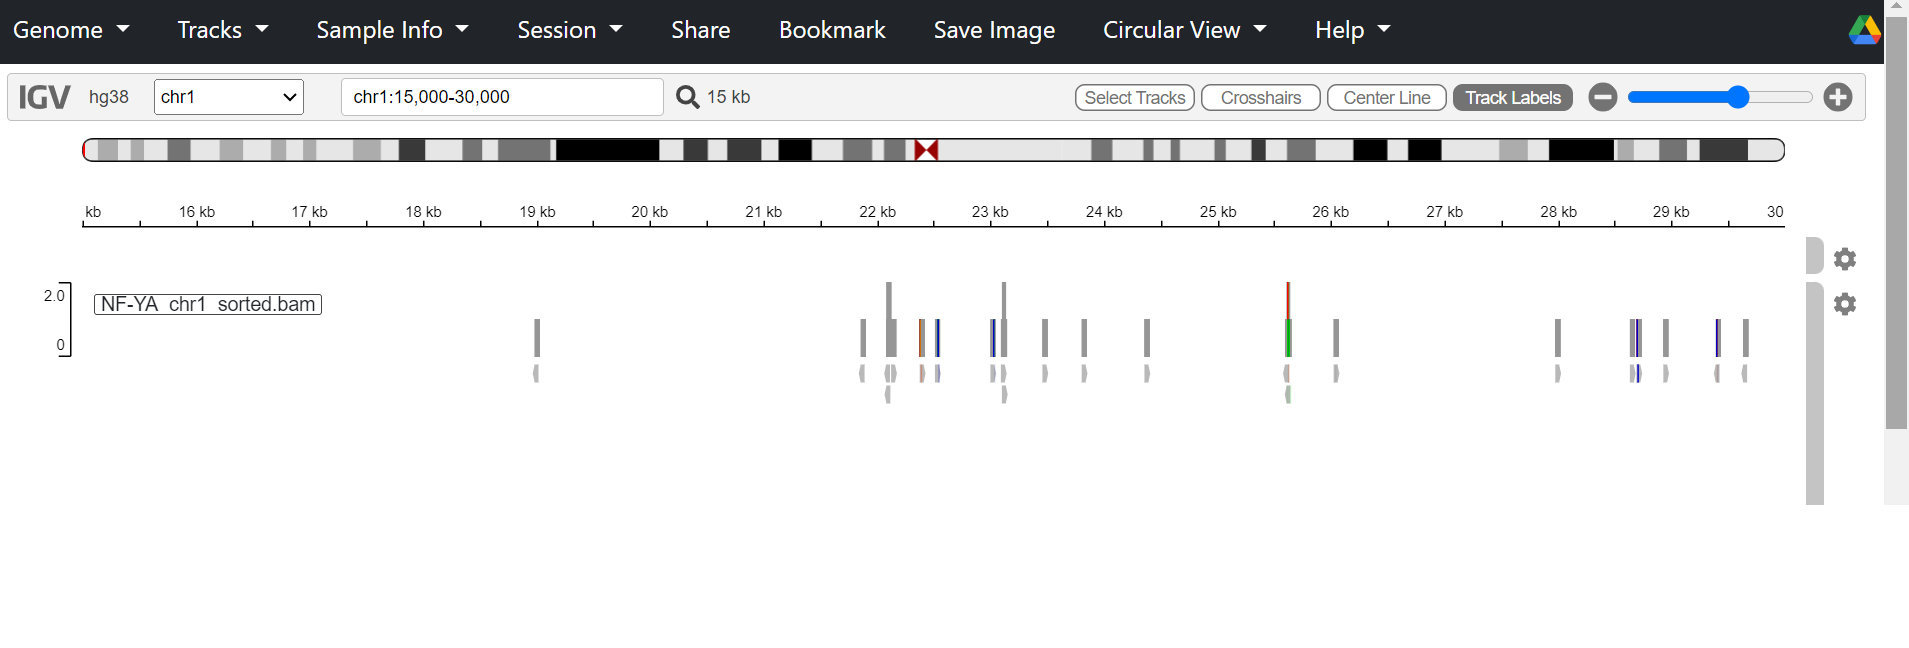 Genome Tracks Sample Info Session Share Bookmark Save Image Circular View Help
IGV hg38 chr1 chr1:15,000-30,000 15 kb Select Tracks Crosshairs Center Line Track Labels
kb 16 kb 17 kb 18 kb 19 kb 20 kb 21 kb 22 kb 23 kb 24 kb 25 kb 26 kb 27 kb 28 kb 29 kb 30
2.0
NF-YA_chr1_sorted.bam
0